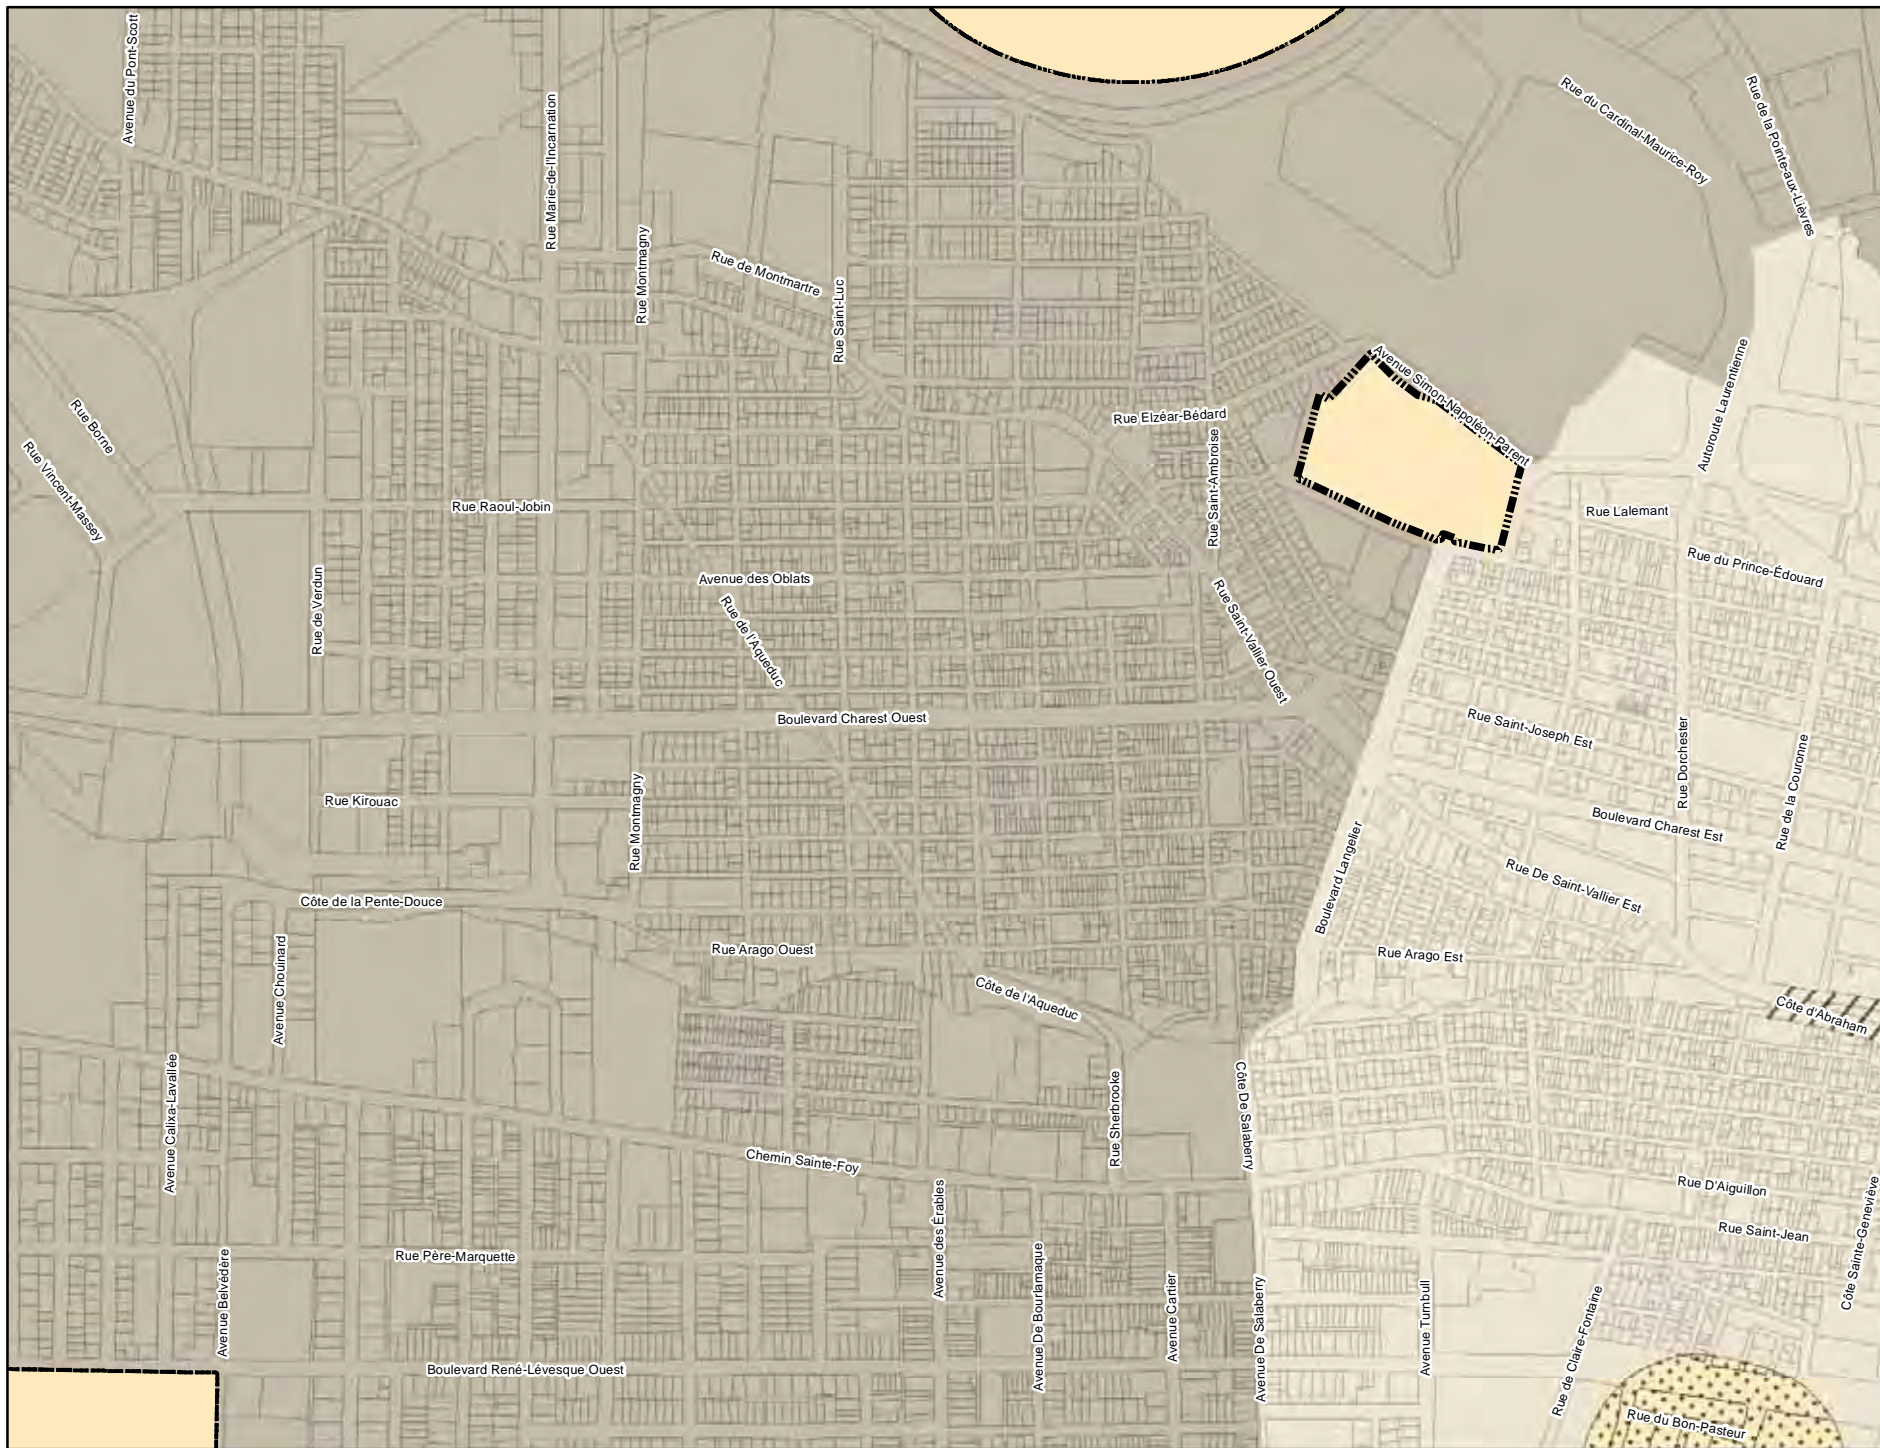 Avenue du Pont-Scott
Rue Marie-de-l'Incarnation
Rue du Cardinal-Maurice-Roy
Rue de la Pointe-aux-Lièvres
Rue Montmagny
Rue de Montmartre
Rue Saint-Luc
Avenue Simon-Napoléon-Parent
Autoroute Laurentienne
Rue Borne
Rue Vincent-Massey
Rue Elzéar-Bédard
Rue Saint-Ambroise
Rue Raoul-Jobin
Rue Lalemant
Rue du Prince-Édouard
Rue de Verdun
Avenue des Oblats
Rue de l'Aqueduc
Rue Saint-Vallier Ouest
Boulevard Charest Ouest
Rue Saint-Joseph Est
Rue Dorchester
Rue de la Couronne
Rue Kirouac
Rue Montmagny
Boulevard Charest Est
Boulevard Langelier
Rue De Saint-Vallier Est
Côte de la Pente-Douce
Avenue Chouinard
Rue Arago Ouest
Rue Arago Est
Côte de l'Aqueduc
Côte d'Abraham
Avenue Calixa-Lavallée
Rue Sherbrooke
Côte De Salaberry
Chemin Sainte-Foy
Rue D'Aiguillon
Rue Saint-Jean
Côte Sainte-Geneviève
Avenue des Érables
Rue Père-Marquette
Avenue Belvédère
Avenue De Bourlamaque
Avenue Cartier
Avenue De Salaberry
Avenue Turnbull
Rue de Claire-Fontaine
Boulevard René-Lévesque Ouest
Rue du Bon-Pasteur